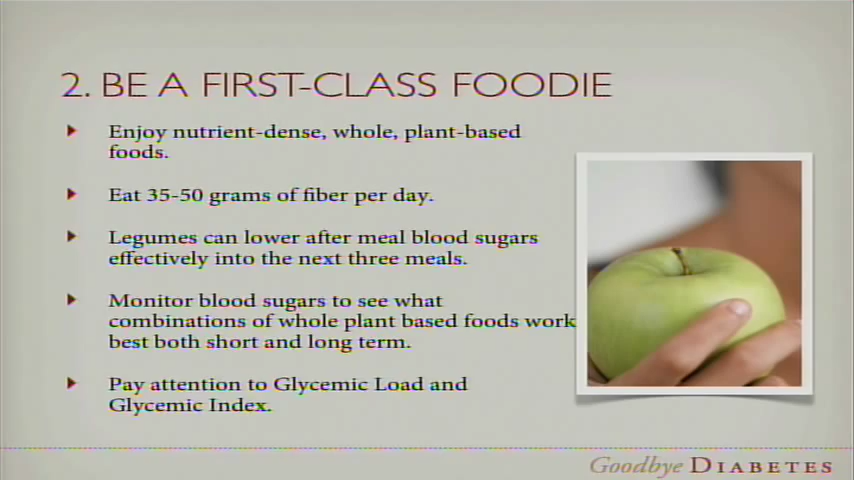 2. BE A FIRST-CLASS FOODIE
Enjoy nutrient-dense, whole, plant-based
foods.
Eat 35-50 grams of fiber per day.
Legumes can lower after meal blood sugars
effectively into the next three meals.
Monitor blood sugars to see what
combinations of whole plant based foods work
best both short and long term.
Pay attention to Glycemic Load and
Glycemic Index.
Goodbye DIABETES